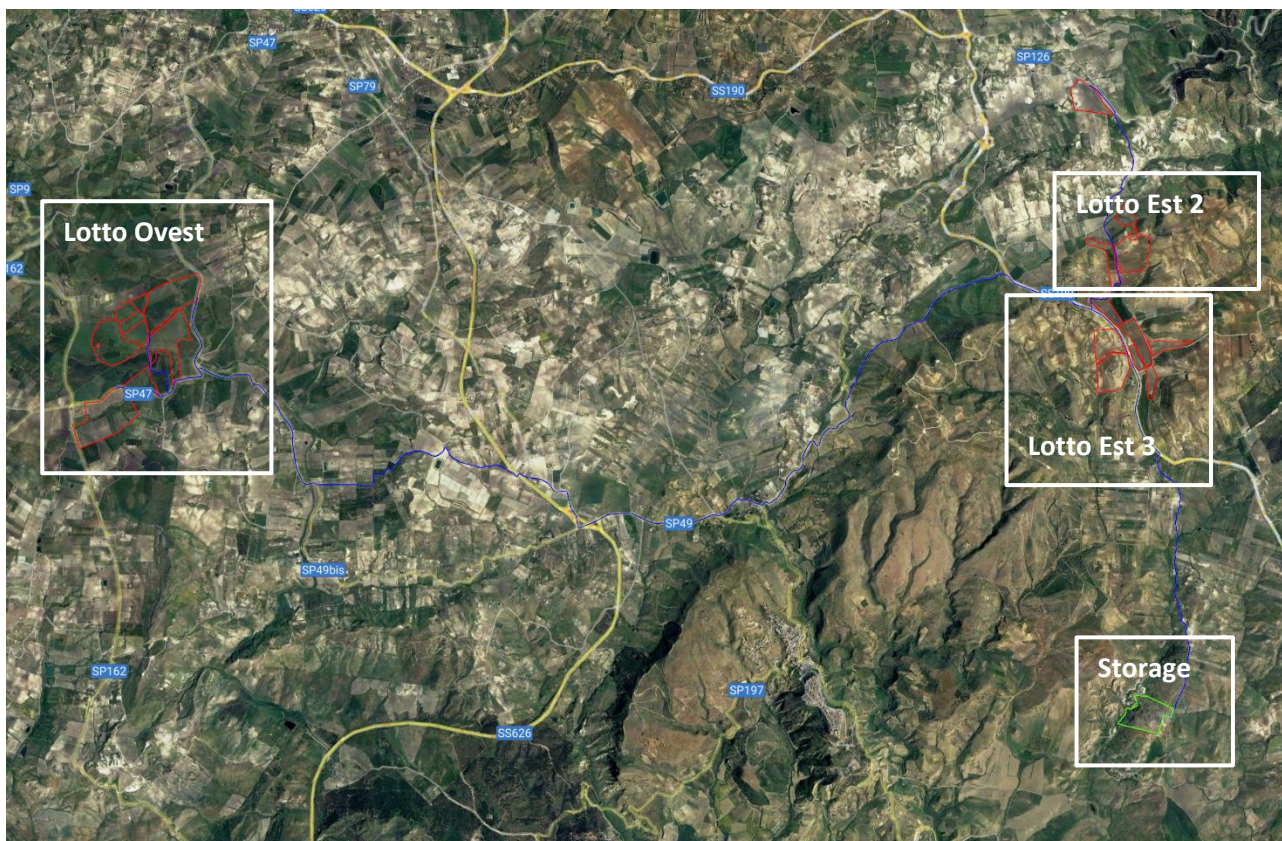 SP47
SP126
SP79
SS190
SP9
Lotto Est 2
Lotto Ovest
162
Lotto Est 3
SP47
SP49
SP49bis
Storage
SP162
SP197
SS626